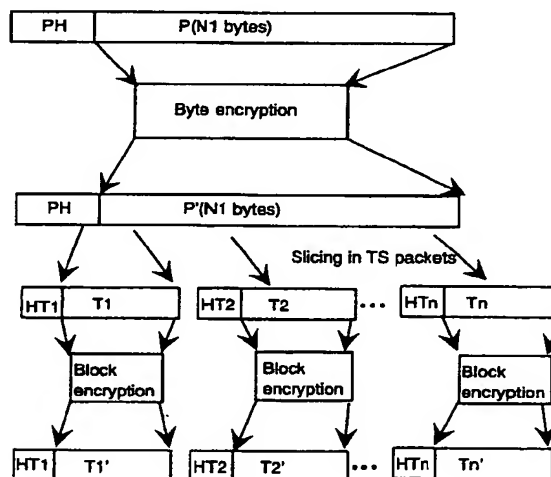 PH P(N1 bytes)
Byte encryption
PH P'(N1 bytes)
Slicing in TS packets
HT1 T1 HT2 T2 ... HTn Tn
Block encryption Block encryption Block encryption
HT1 T1' HT2 T2' ... HTn Tn'